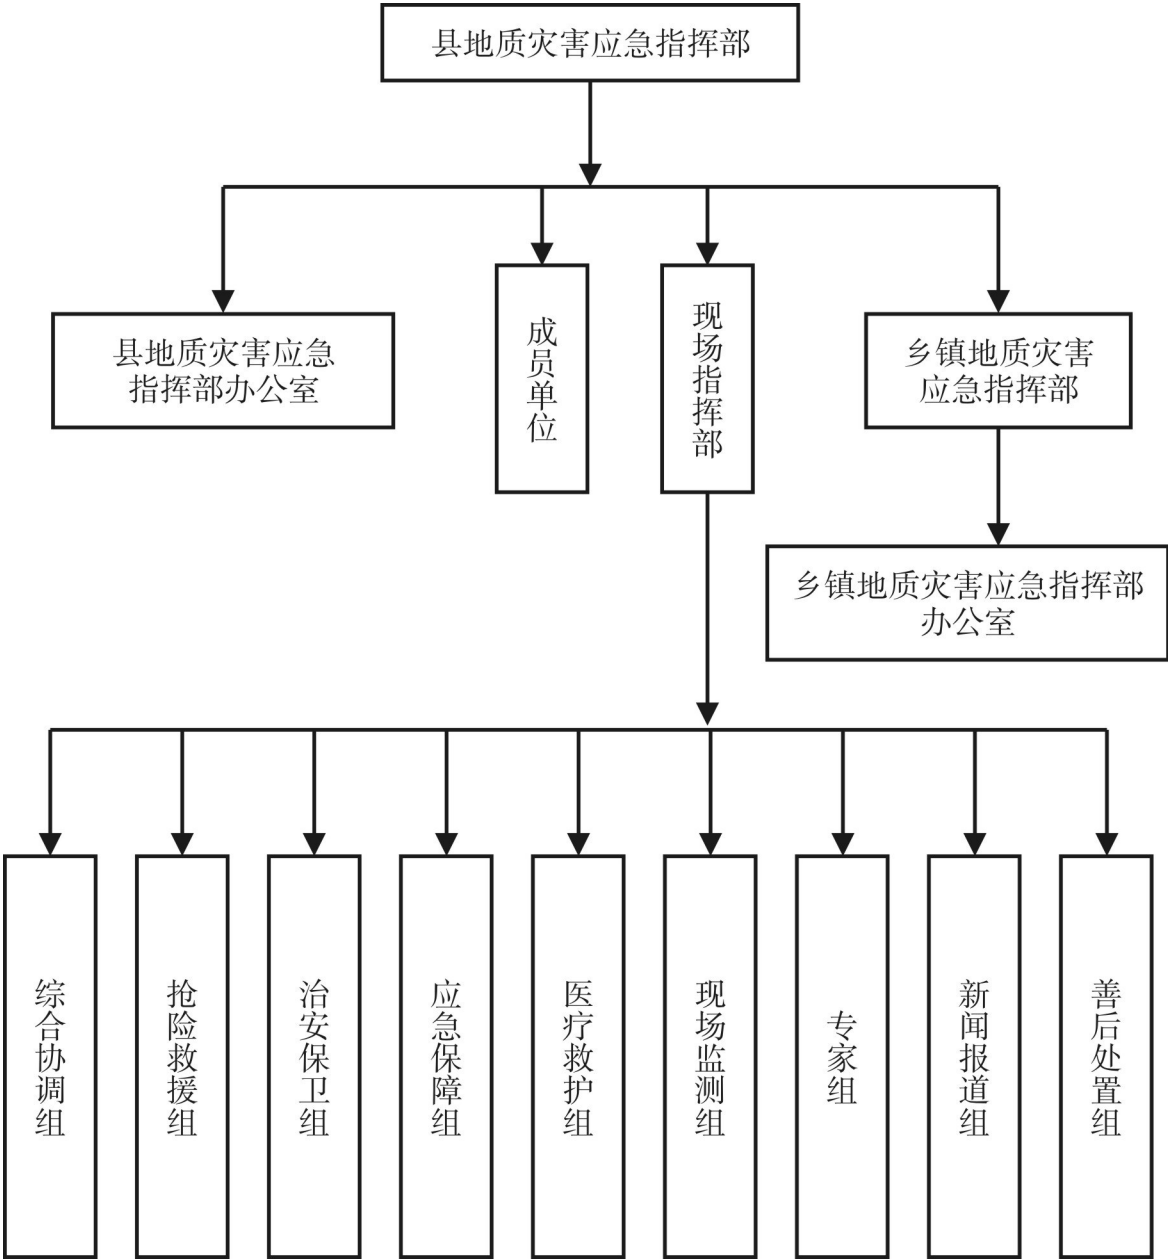 县地质灾害应急指挥部
县地质灾害应急
指挥部办公室
成员单位
现场指挥部
乡镇地质灾害
应急指挥部
乡镇地质灾害应急指挥部
办公室
综合协调组
抢险救援组
治安保卫组
应急保障组
医疗救护组
现场监测组
专家组
新闻报道组
善后处置组